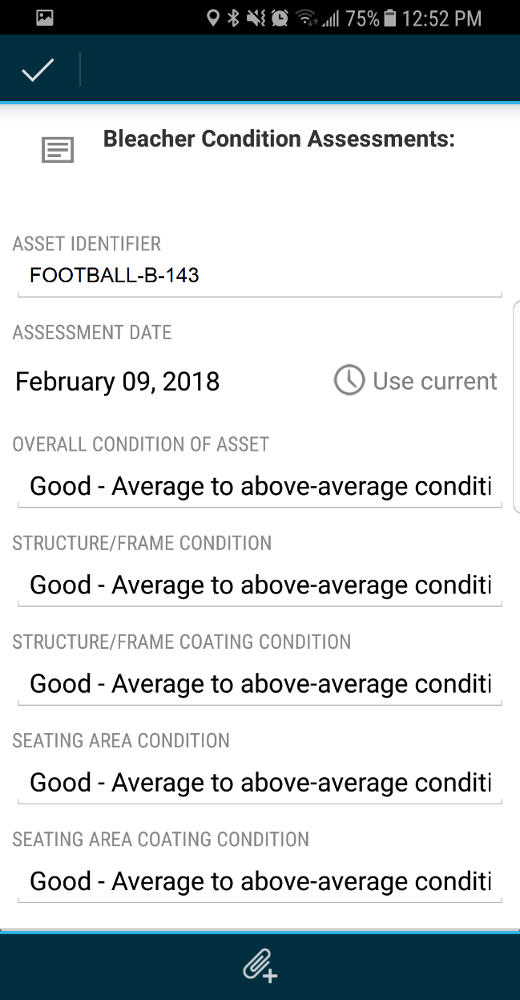 75% 12:52 PM
Bleacher Condition Assessments:
ASSET IDENTIFIER
FOOTBALL-B-143
ASSESSMENT DATE
February 09, 2018 Use current
OVERALL CONDITION OF ASSET
Good - Average to above-average conditi
STRUCTURE/FRAME CONDITION
Good - Average to above-average conditi
STRUCTURE/FRAME COATING CONDITION
Good - Average to above-average conditi
SEATING AREA CONDITION
Good - Average to above-average conditi
SEATING AREA COATING CONDITION
Good - Average to above-average conditi